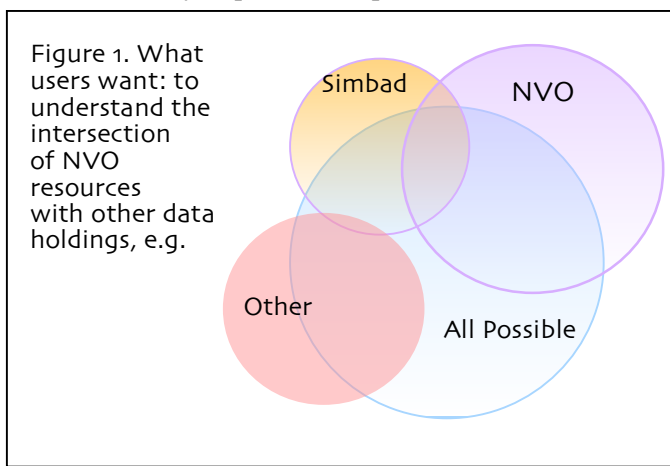 Figure 1. What
users want: to
understand the
intersection
of NVO
resources
with other data
holdings, e.g.
Simbad
NVO
Other
All Possible